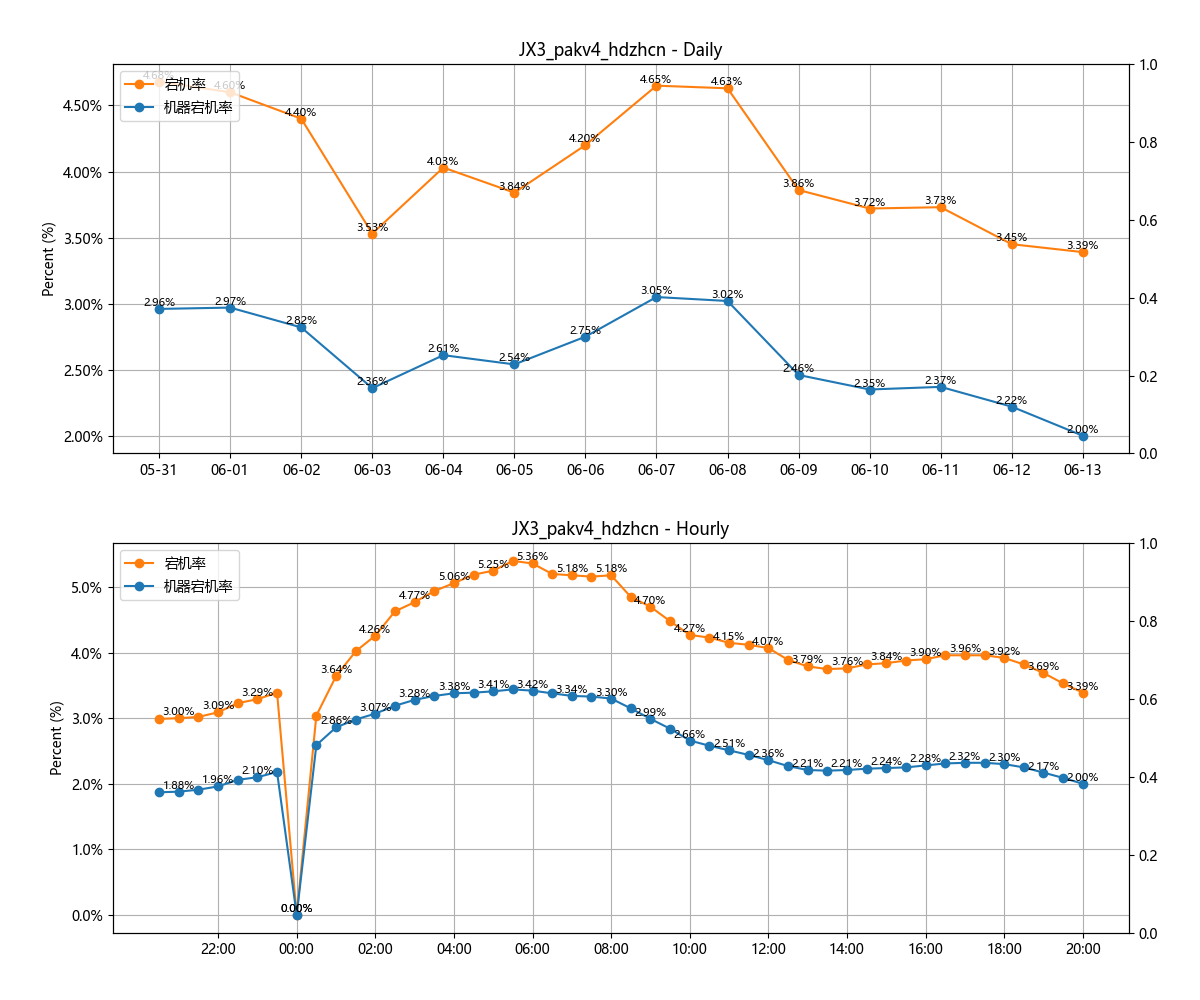 JX3_pakv4_hdzhcn - Daily
宕机率
机器宕机率
4.68% 4.60% 4.40% 3.53% 4.03% 3.84% 4.20% 4.65% 4.63% 3.86% 3.72% 3.73% 3.45% 3.39%
2.96% 2.97% 2.82% 2.36% 2.61% 2.54% 2.75% 3.05% 3.02% 2.46% 2.35% 2.37% 2.22% 2.00%
Percent (%)
4.50%
4.00%
3.50%
3.00%
2.50%
2.00%
1.0
0.8
0.6
0.4
0.2
0.0
05-31 06-01 06-02 06-03 06-04 06-05 06-06 06-07 06-08 06-09 06-10 06-11 06-12 06-13
JX3_pakv4_hdzhcn - Hourly
宕机率
机器宕机率
3.00% 3.09% 3.29% 0.00% 3.64% 4.26% 4.77% 5.06% 5.25% 5.36% 5.18% 5.18% 4.70% 4.27% 4.15% 4.07% 3.79% 3.76% 3.84% 3.90% 3.96% 3.92% 3.69% 3.39%
1.88% 1.96% 2.10% 0.00% 2.86% 3.07% 3.28% 3.38% 3.41% 3.42% 3.34% 3.30% 2.99% 2.66% 2.51% 2.36% 2.21% 2.21% 2.24% 2.28% 2.32% 2.30% 2.17% 2.00%
Percent (%)
5.0%
4.0%
3.0%
2.0%
1.0%
0.0%
1.0
0.8
0.6
0.4
0.2
0.0
22:00 00:00 02:00 04:00 06:00 08:00 10:00 12:00 14:00 16:00 18:00 20:00